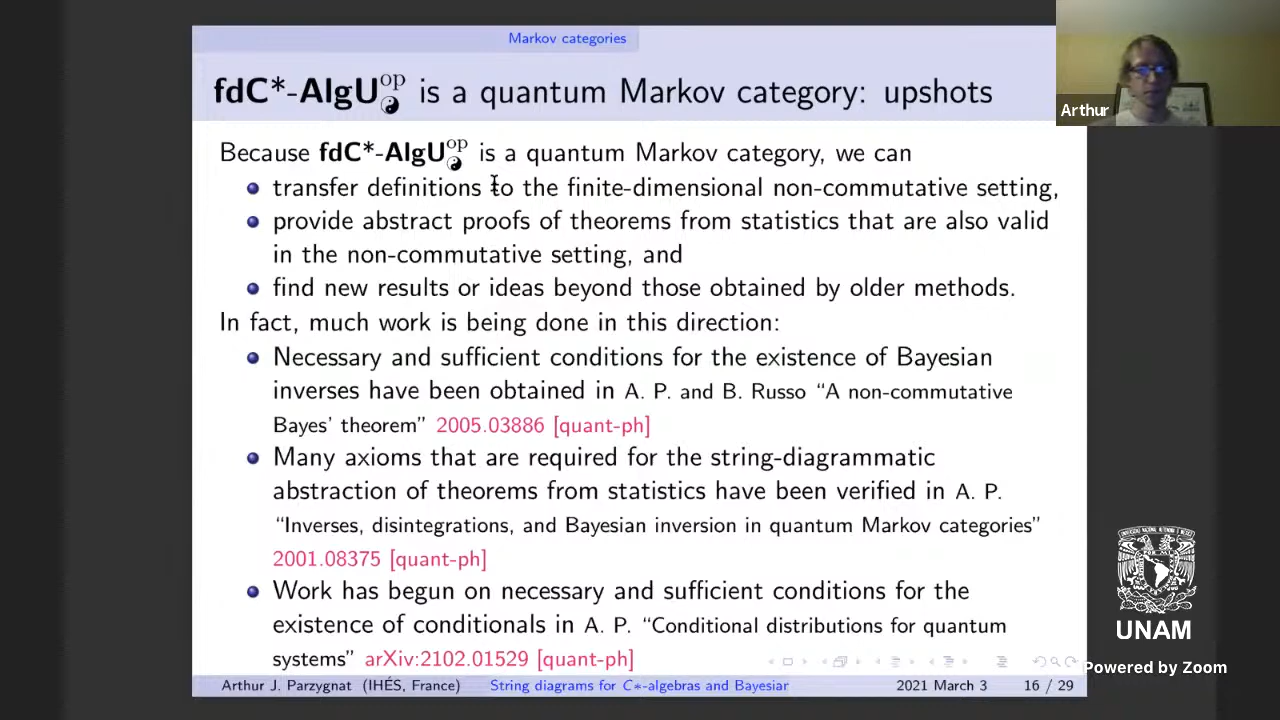 Markov categories
fdC*-AlgU☯op is a quantum Markov category: upshots
Arthur
Because fdC*-AlgU☯op is a quantum Markov category, we can
transfer definitions to the finite-dimensional non-commutative setting,
provide abstract proofs of theorems from statistics that are also valid
in the non-commutative setting, and
find new results or ideas beyond those obtained by older methods.
In fact, much work is being done in this direction:
Necessary and sufficient conditions for the existence of Bayesian
inverses have been obtained in A. P. and B. Russo “A non-commutative
Bayes’ theorem” 2005.03886 [quant-ph]
Many axioms that are required for the string-diagrammatic
abstraction of theorems from statistics have been verified in A. P.
“Inverses, disintegrations, and Bayesian inversion in quantum Markov categories”
2001.08375 [quant-ph]
Work has begun on necessary and sufficient conditions for the
existence of conditionals in A. P. “Conditional distributions for quantum
systems” arXiv:2102.01529 [quant-ph]
UNAM
Powered by Zoom
Arthur J. Parzygnat (IHÉS, France) String diagrams for C*-algebras and Bayesiar 2021 March 3 16 / 29